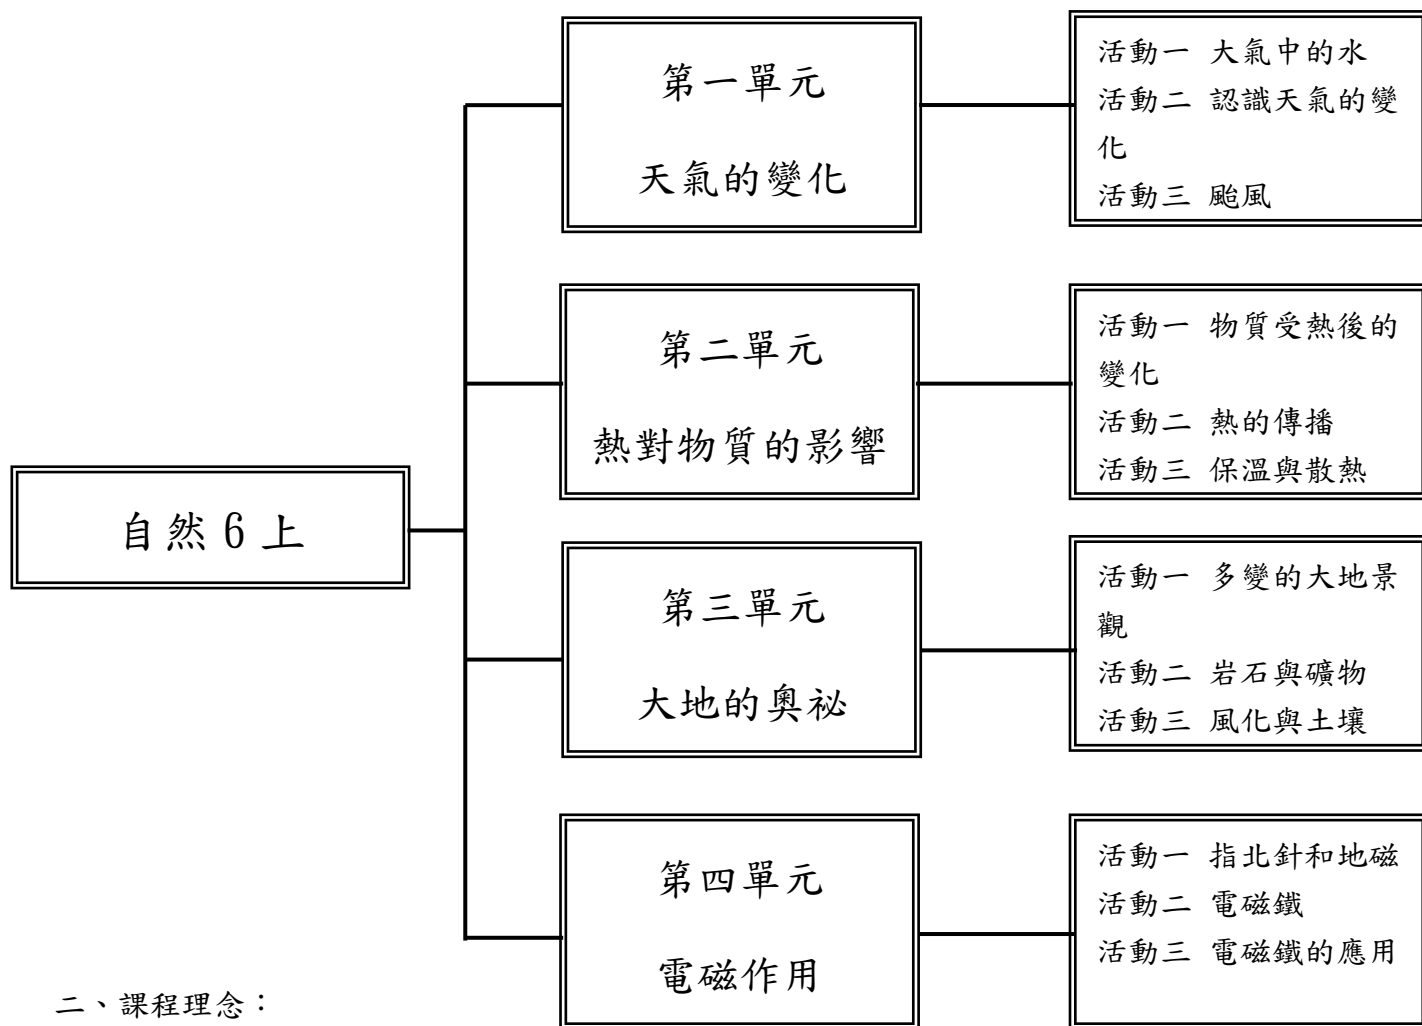 自然6上
第一單元
天氣的變化
活動一 大氣中的水
活動二 認識天氣的變
化
活動三 颱風
第二單元
熱對物質的影響
活動一 物質受熱後的
變化
活動二 熱的傳播
活動三 保溫與散熱
第三單元
大地的奧祕
活動一 多變的大地景
觀
活動二 岩石與礦物
活動三 風化與土壤
第四單元
電磁作用
活動一 指北針和地磁
活動二 電磁鐵
活動三 電磁鐵的應用
二、課程理念：